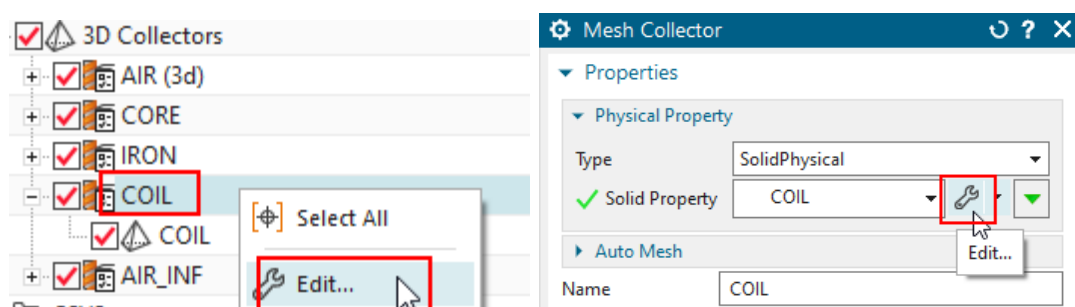 3D Collectors
AIR (3d)
CORE
IRON
COIL
COIL
AIR_INF
Select All
Edit...
Mesh Collector
Properties
Physical Property
Type SolidPhysical
Solid Property COIL
Edit...
Auto Mesh
Name COIL